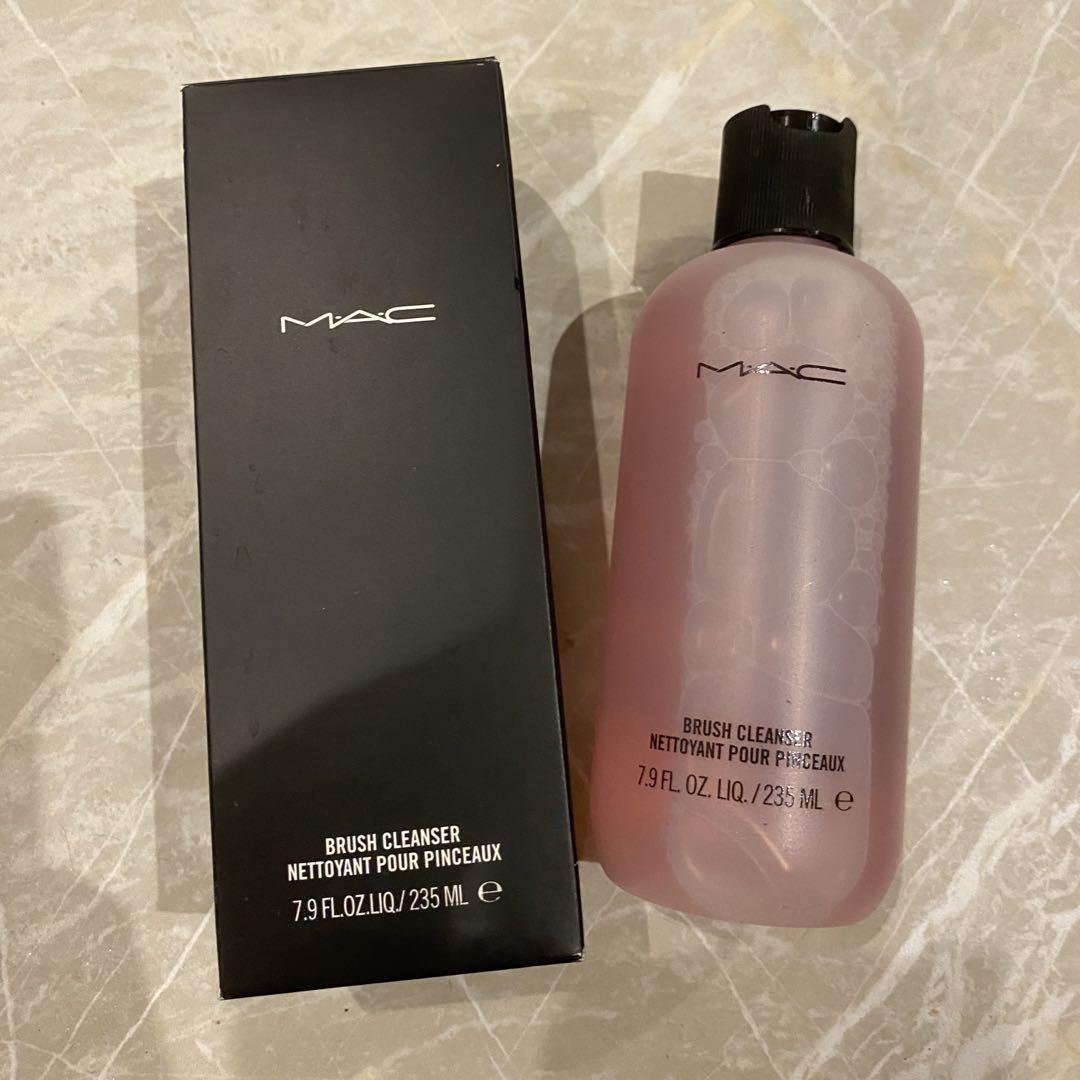 M·A·C
BRUSH CLEANSER
NETTOYANT POUR PINCEAUX
7.9 FL.OZ.LIQ./ 235 ML ℮
M·A·C
BRUSH CLEANSER
NETTOYANT POUR PINCEAUX
7.9 FL. OZ. LIQ. / 235 ML ℮